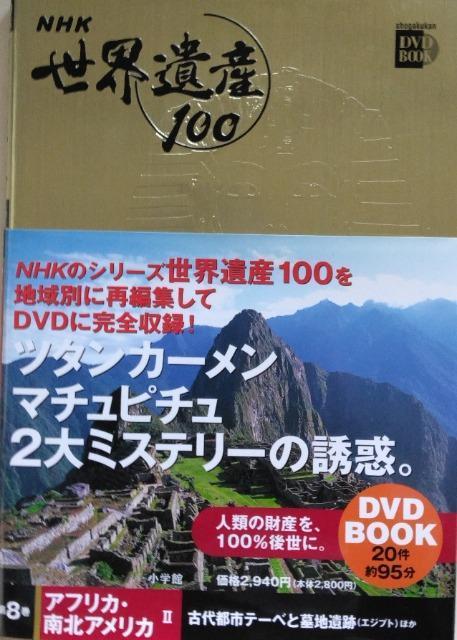 NHK
世界遺産
100
shogakukan
DVD
BOOK
NHKのシリーズ世界遺産100を
地域別に再編集して
DVDに完全収録!
ツタンカーメン
マチュピチュ
2大ミステリーの誘惑。
人類の財産を、
100%後世に。
DVD
BOOK
20件
約95分
小学館
価格2,940円(本体2,800円)
第8巻
アフリカ・
南北アメリカ II
古代都市テーベと墓地遺跡(エジプト)ほか